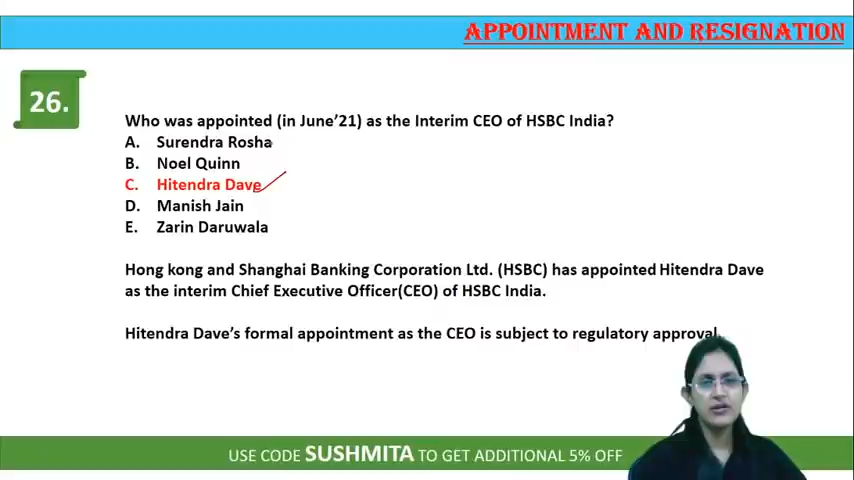 APPOINTMENT AND RESIGNATION
26.
Who was appointed (in June'21) as the Interim CEO of HSBC India?
A. Surendra Rosha
B. Noel Quinn
C. Hitendra Dave
D. Manish Jain
E. Zarin Daruwala
Hong kong and Shanghai Banking Corporation Ltd. (HSBC) has appointed Hitendra Dave
as the interim Chief Executive Officer(CEO) of HSBC India.
Hitendra Dave's formal appointment as the CEO is subject to regulatory approval.
USE CODE SUSHMITA TO GET ADDITIONAL 5% OFF